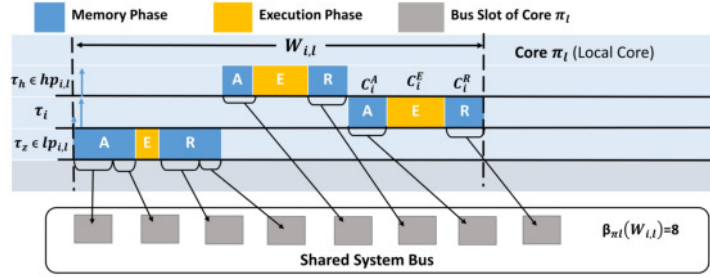 Memory Phase Execution Phase Bus Slot of Core π_l
W_{i,l} Core π_l (Local Core)
τ_h ∈ hp_{i,l} A E R C_i^A C_i^E C_i^R
τ_i A E R
τ_z ∈ lp_{i,l} A E R
β_{πl}(W_{i,l})=8
Shared System Bus